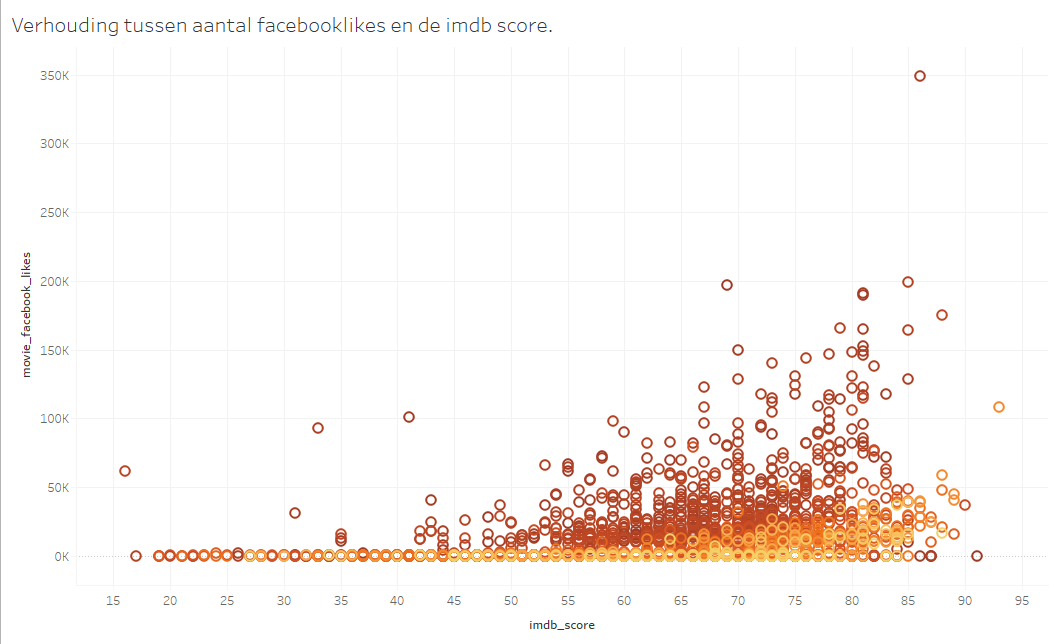 Verhouding tussen aantal facebooklikes en de imdb score.
movie_facebook_likes
350K
300K
250K
200K
150K
100K
50K
0K
15 20 25 30 35 40 45 50 55 60 65 70 75 80 85 90 95
imdb_score